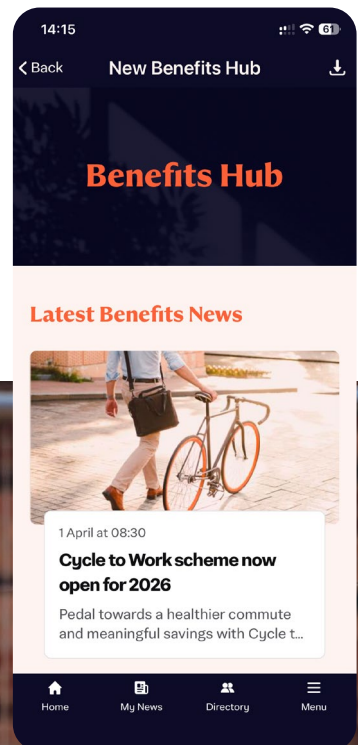 14:15
61
Back New Benefits Hub
Benefits Hub
Latest Benefits News
1 April at 08:30
Cycle to Work scheme now
open for 2026
Pedal towards a healthier commute
and meaningful savings with Cycle t...
Home My News Directory Menu